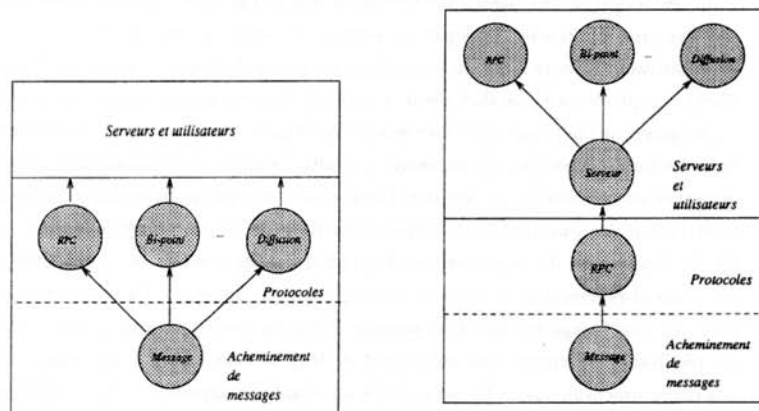 Serveurs et utilisateurs
RPC
Bi-point
Diffusion
Protocoles
Message
Acheminement
de
messages
RPC
Bi-point
Diffusion
Serveur
Serveurs
et
utilisateurs
RPC
Protocoles
Message
Acheminement
de
messages